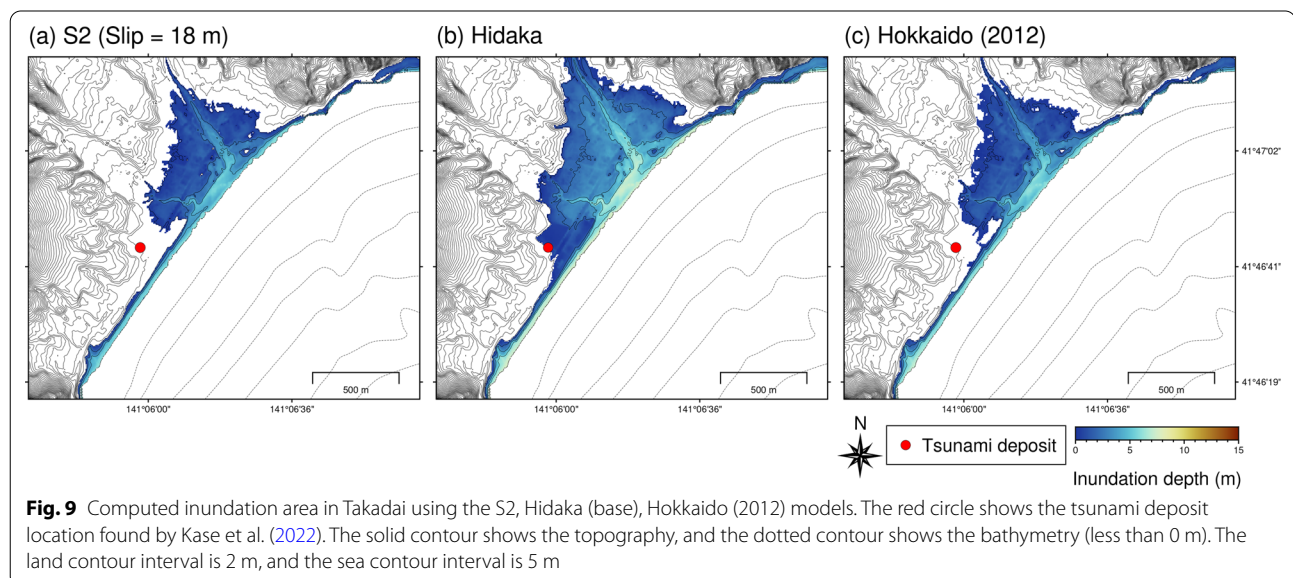 (a) S2 (Slip = 18 m)
(b) Hidaka
(c) Hokkaido (2012)
41°47'02"
41°46'41"
41°46'19"
500 m
500 m
500 m
141°06'00"
141°06'36"
141°06'00"
141°06'36"
141°06'00"
141°06'36"
N
Tsunami deposit
0 5 10 15
Inundation depth (m)
Fig. 9 Computed inundation area in Takadai using the S2, Hidaka (base), Hokkaido (2012) models. The red circle shows the tsunami deposit
location found by Kase et al. (2022). The solid contour shows the topography, and the dotted contour shows the bathymetry (less than 0 m). The
land contour interval is 2 m, and the sea contour interval is 5 m